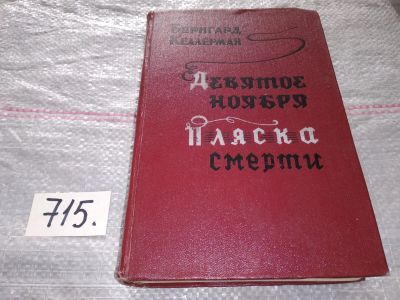 Бернгард
Келлерман
Девятое
ноября
Пляска
смерти
715.